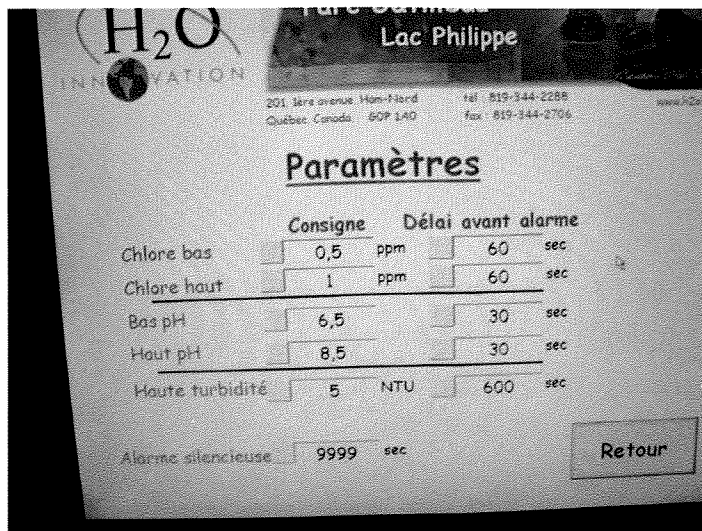 H2O
INNOVATION
Lac Philippe
201 1ère avenue Ham-Nord
Québec Canada G0P 1A0
tél : 819-344-2288
fax : 819-344-2706
Paramètres
Consigne Délai avant alarme
Chlore bas 0,5 ppm 60 sec
Chlore haut 1 ppm 60 sec
Bas pH 6,5 30 sec
Haut pH 8,5 30 sec
Haute turbidité 5 NTU 600 sec
Alarme silencieuse 9999 sec
Retour